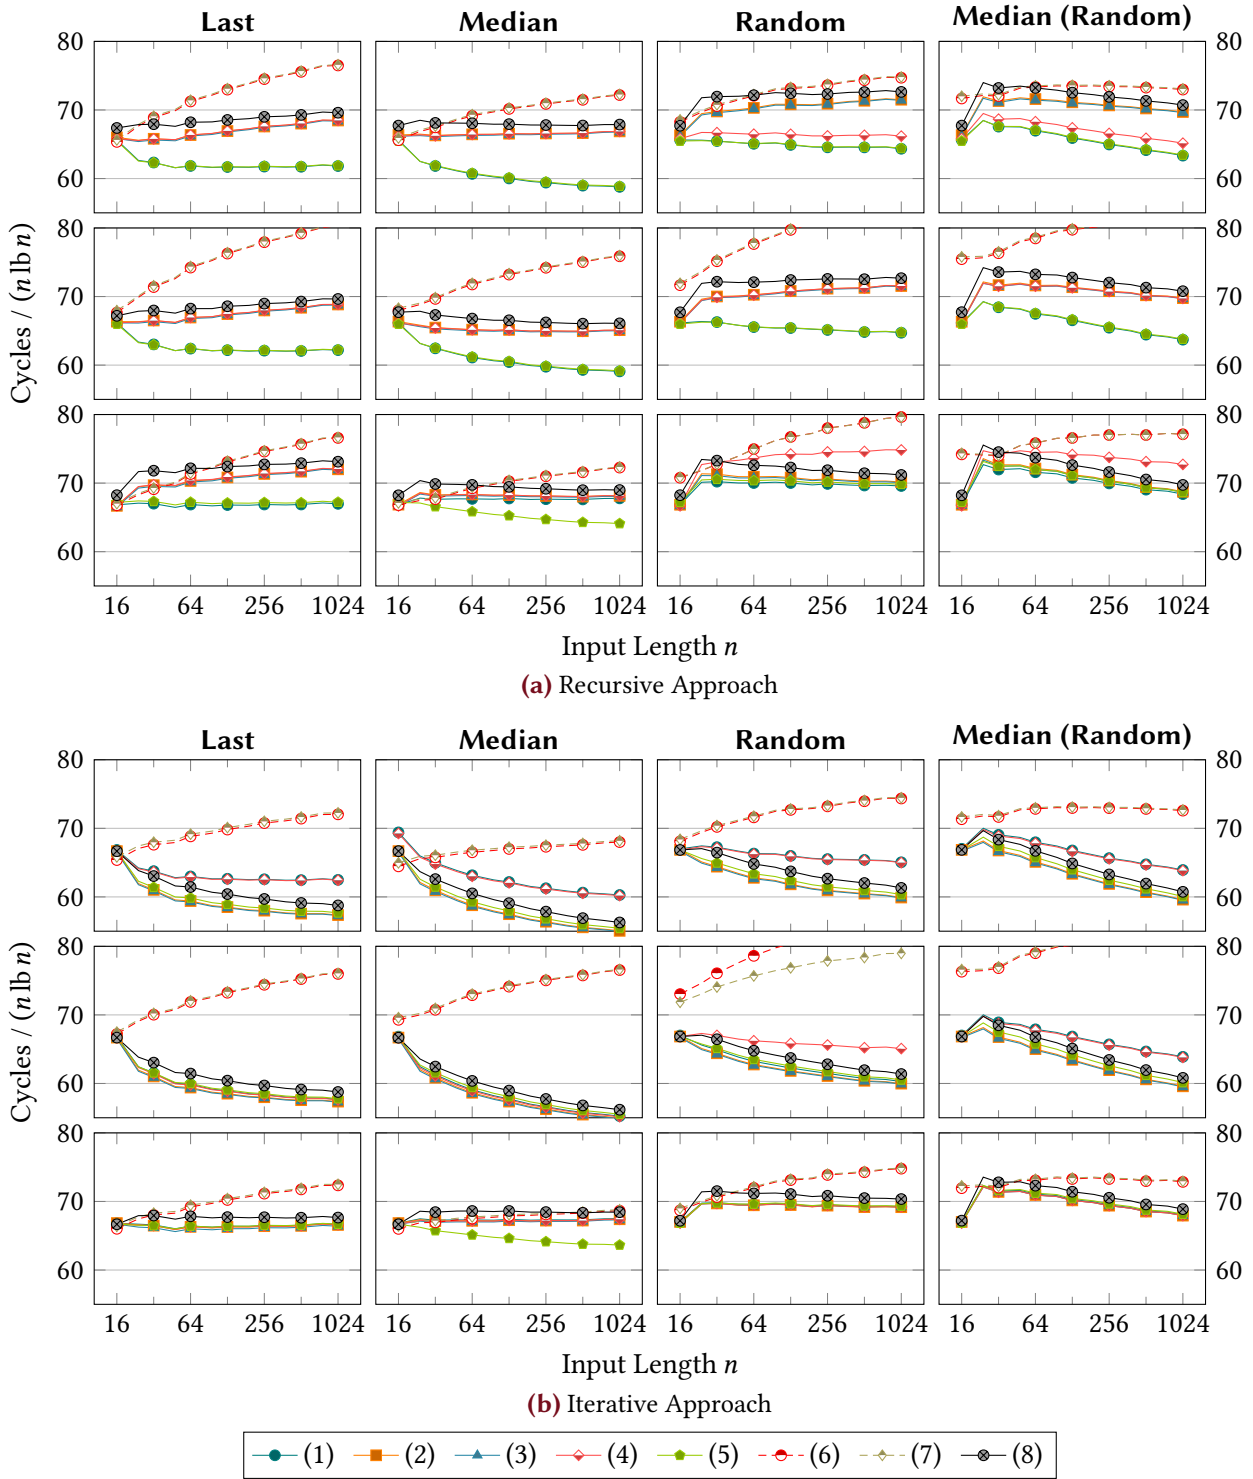 Last Median Random Median (Random)
80 80
70 70
60 60
80 80
70 70
60 60
80 80
70 70
60 60
Cycles / (n lb n)
16 64 256 1024 16 64 256 1024 16 64 256 1024 16 64 256 1024
Input Length n
(a) Recursive Approach
Last Median Random Median (Random)
80 80
70 70
60 60
80 80
70 70
60 60
80 80
70 70
60 60
Cycles / (n lb n)
16 64 256 1024 16 64 256 1024 16 64 256 1024 16 64 256 1024
Input Length n
(b) Iterative Approach
(1) (2) (3) (4) (5) (6) (7) (8)